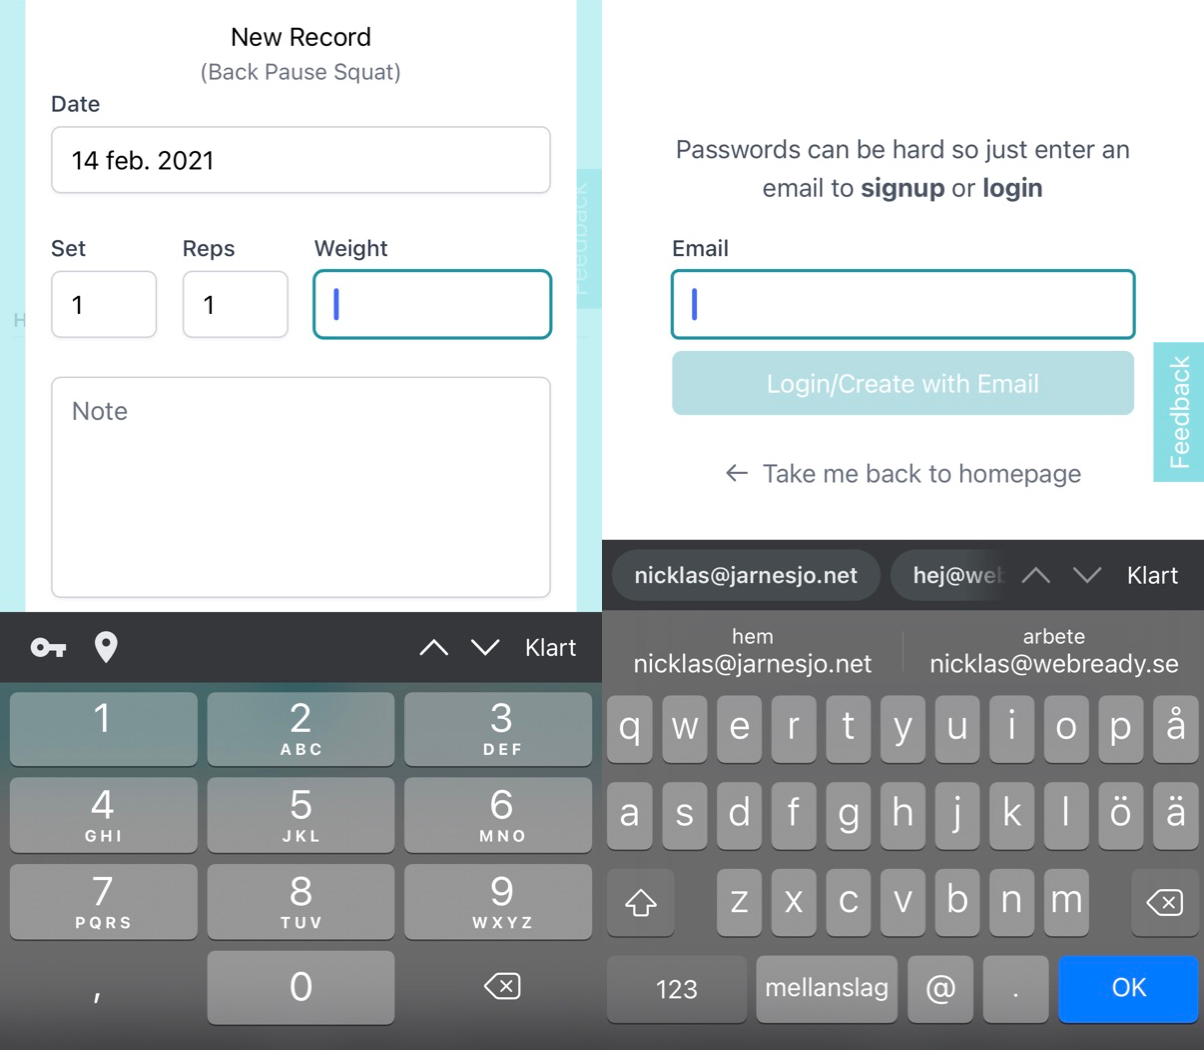 New Record
(Back Pause Squat)
Date
14 feb. 2021
Set
Reps
Weight
1
1
Note
Feedback
H
Klart
1
2
ABC
3
DEF
4
GHI
5
JKL
6
MNO
7
PQRS
8
TUV
9
WXYZ
,
0
Passwords can be hard so just enter an
email to signup or login
Email
Login/Create with Email
← Take me back to homepage
Feedback
nicklas@jarnesjo.net
hej@web
Klart
hem
nicklas@jarnesjo.net
arbete
nicklas@webready.se
q w e r t y u i o p å
a s d f g h j k l ö ä
z x c v b n m
123 mellanslag @ . OK